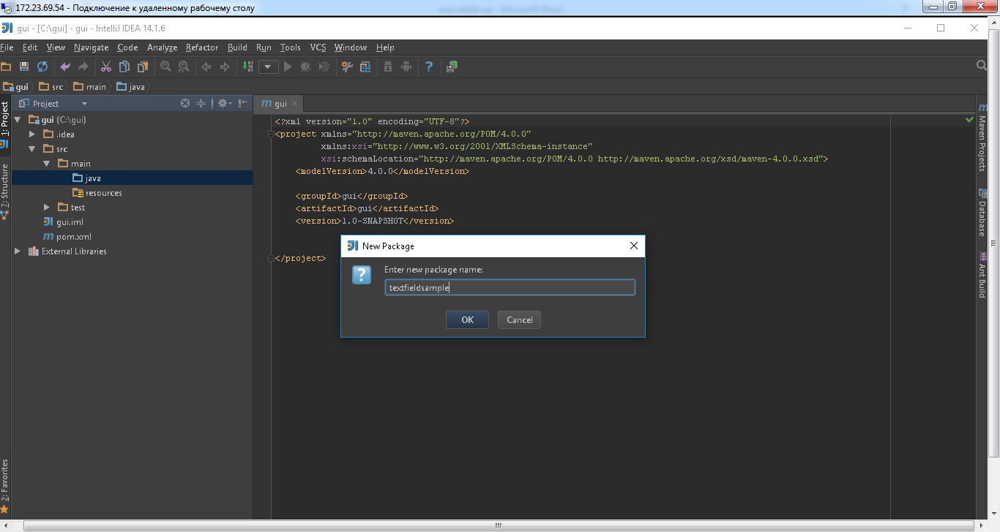 172.23.69.54 - Подключение к удаленному рабочему столу
gui - [C:\gui] - gui - IntelliJ IDEA 14.1.6
File Edit View Navigate Code Analyze Refactor Build Run Tools VCS Window Help
gui src main java
Project
gui
1: Project
7: Structure
2: Favorites
gui (C:\gui)
.idea
src
main
java
resources
test
gui.iml
pom.xml
External Libraries
<?xml version="1.0" encoding="UTF-8"?>
<project xmlns="http://maven.apache.org/POM/4.0.0"
xmlns:xsi="http://www.w3.org/2001/XMLSchema-instance"
xsi:schemaLocation="http://maven.apache.org/POM/4.0.0 http://maven.apache.org/xsd/maven-4.0.0.xsd">
<modelVersion>4.0.0</modelVersion>
<groupId>gui</groupId>
<artifactId>gui</artifactId>
<version>1.0-SNAPSHOT</version>
</project>
New Package
Enter new package name:
textfieldsample
OK Cancel
Maven Projects
Database
Ant Build